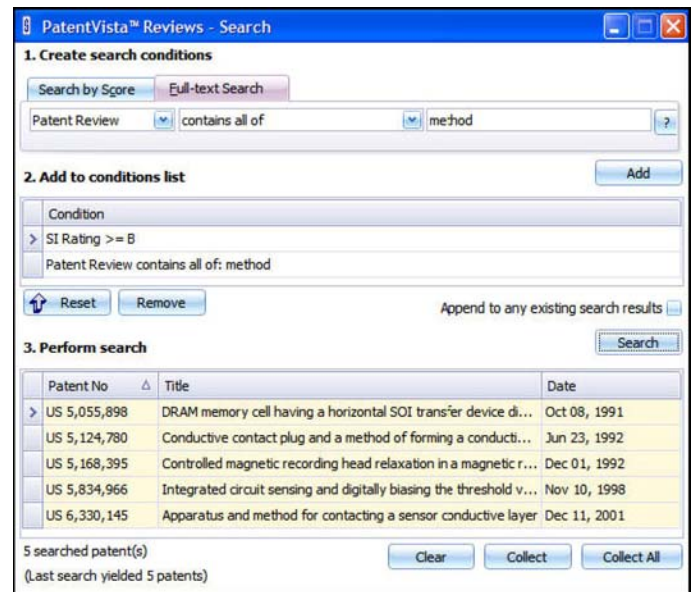 PatentVista™ Reviews - Search
1. Create search conditions
Search by Score Full-text Search
Patent Review contains all of method ?
2. Add to conditions list Add
Condition
SI Rating >= B
Patent Review contains all of: method
Reset Remove Append to any existing search results
3. Perform search Search
Patent No Title Date
US 5,055,898 DRAM memory cell having a horizontal SOI transfer device di... Oct 08, 1991
US 5,124,780 Conductive contact plug and a method of forming a conducti... Jun 23, 1992
US 5,168,395 Controlled magnetic recording head relaxation in a magnetic r... Dec 01, 1992
US 5,834,966 Integrated circuit sensing and digitally biasing the threshold v... Nov 10, 1998
US 6,330,145 Apparatus and method for contacting a sensor conductive layer Dec 11, 2001
5 searched patent(s) Clear Collect Collect All
(Last search yielded 5 patents)